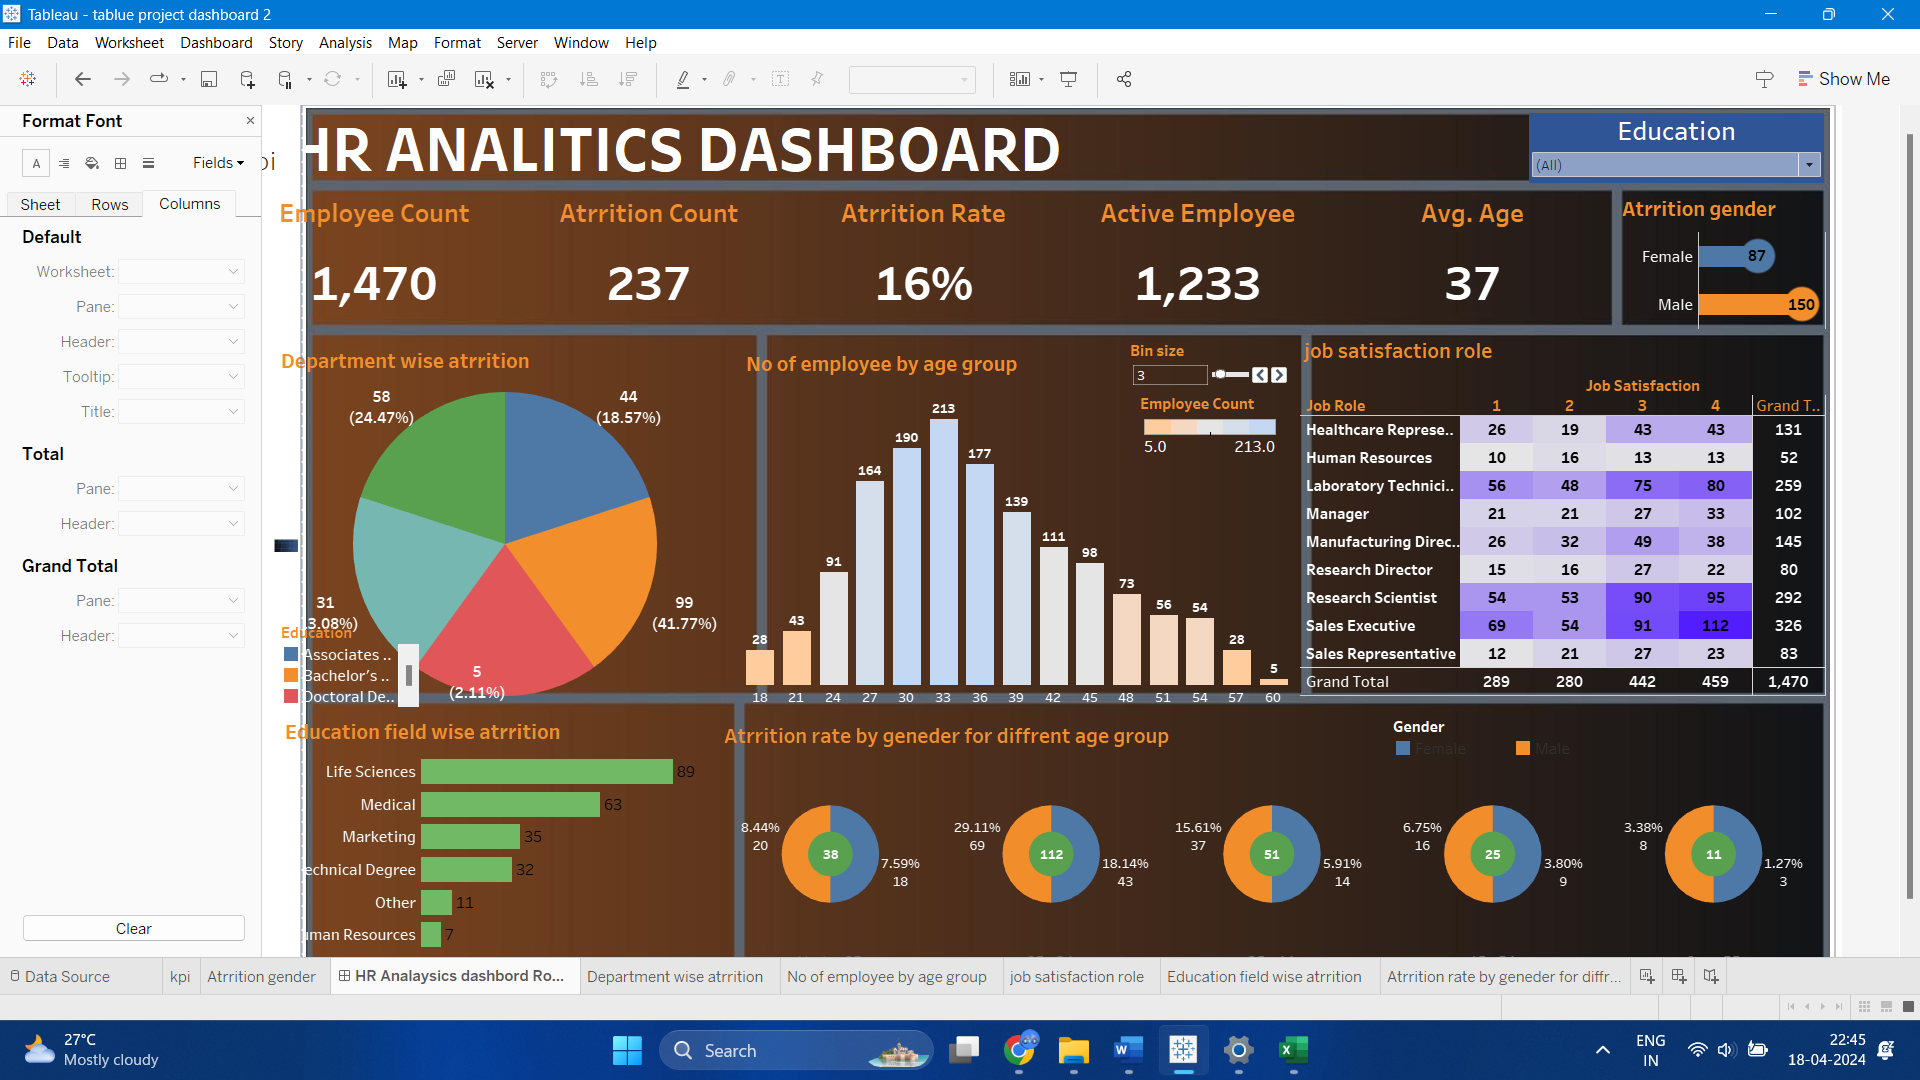 Tableau - tablue project dashboard 2
File Data Worksheet Dashboard Story Analysis Map Format Server Window Help
Show Me
Format Font
Fields
Sheet Rows Columns
Default
Worksheet:
Pane:
Header:
Tooltip:
Title:
Total
Pane:
Header:
Grand Total
Pane:
Header:
Clear
HR ANALITICS DASHBOARD
Education
(All)
Employee Count Atrrition Count Atrrition Rate Active Employee Avg. Age
1,470 237 16% 1,233 37
Atrrition gender
Female 87
Male 150
Department wise atrrition
58
(24.47%)
44
(18.57%)
31
3.08%)
99
(41.77%)
5
(2.11%)
Education
Associates ..
Bachelor's ..
Doctoral De..
No of employee by age group
Bin size
3
Employee Count
5.0 213.0
28 43 91 164 190 213 177 139 111 98 73 56 54 28 5
18 21 24 27 30 33 36 39 42 45 48 51 54 57 60
job satisfaction role
Job Satisfaction
Job Role 1 2 3 4 Grand T..
Healthcare Represe.. 26 19 43 43 131
Human Resources 10 16 13 13 52
Laboratory Technici.. 56 48 75 80 259
Manager 21 21 27 33 102
Manufacturing Direc.. 26 32 49 38 145
Research Director 15 16 27 22 80
Research Scientist 54 53 90 95 292
Sales Executive 69 54 91 112 326
Sales Representative 12 21 27 23 83
Grand Total 289 280 442 459 1,470
Education field wise atrrition
Life Sciences 89
Medical 63
Marketing 35
echnical Degree 32
Other 11
man Resources 7
Atrrition rate by geneder for diffrent age group
Gender
Female Male
8.44%
20
38
7.59%
18
29.11%
69
112
18.14%
43
15.61%
37
51
5.91%
14
6.75%
16
25
3.80%
9
3.38%
8
11
1.27%
3
Data Source kpi Atrrition gender HR Analaysics dashbord Ro... Department wise atrrition No of employee by age group job satisfaction role Education field wise atrrition Atrrition rate by geneder for diffr...
27°C
Mostly cloudy
Search
ENG
IN
22:45
18-04-2024